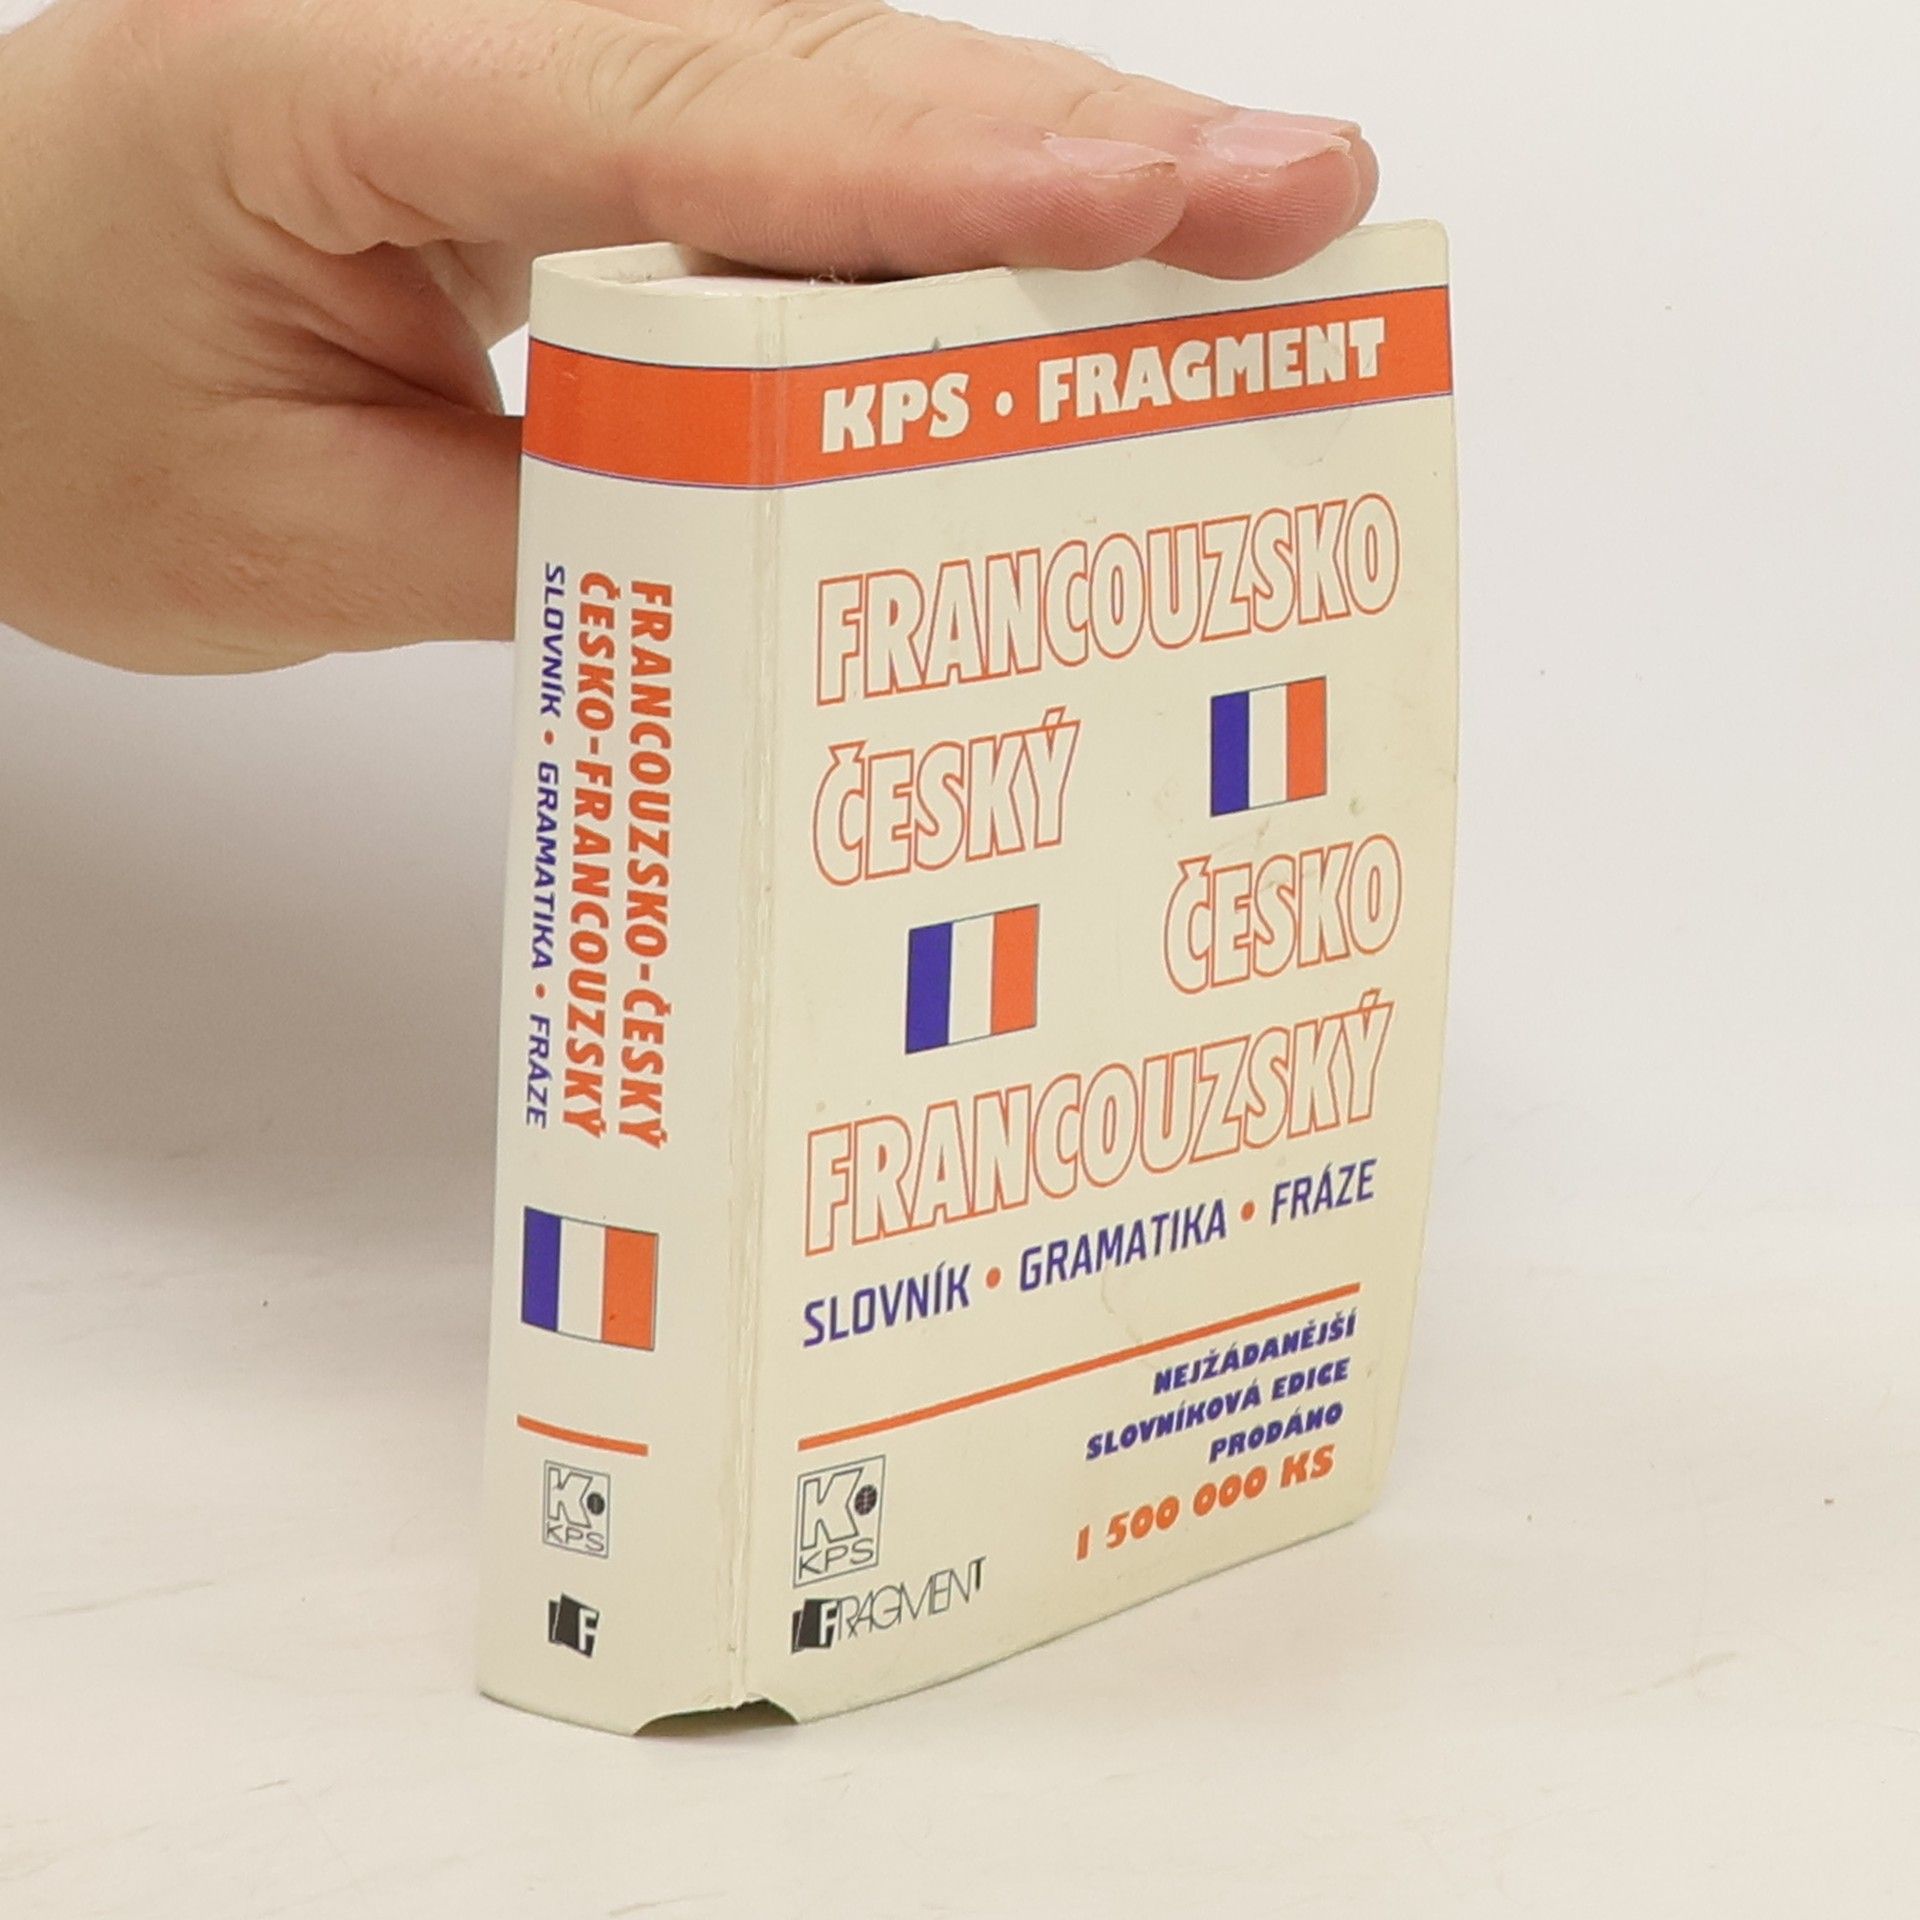 KPS • FRAGMENT
FRANCOUZSKO
ČESKÝ
ČESKO
FRANCOUZSKÝ
SLOVNÍK • GRAMATIKA • FRÁZE
NEJŽÁDANĚJŠÍ
SLOVNÍKOVÁ EDICE
PRODÁNO
1 500 000 KS
K
KPS
FRAGMENT
FRANCOUZSKO-ČESKÝ
ČESKO-FRANCOUZSKÝ
SLOVNÍK • GRAMATIKA • FRÁZE
K
KPS
F